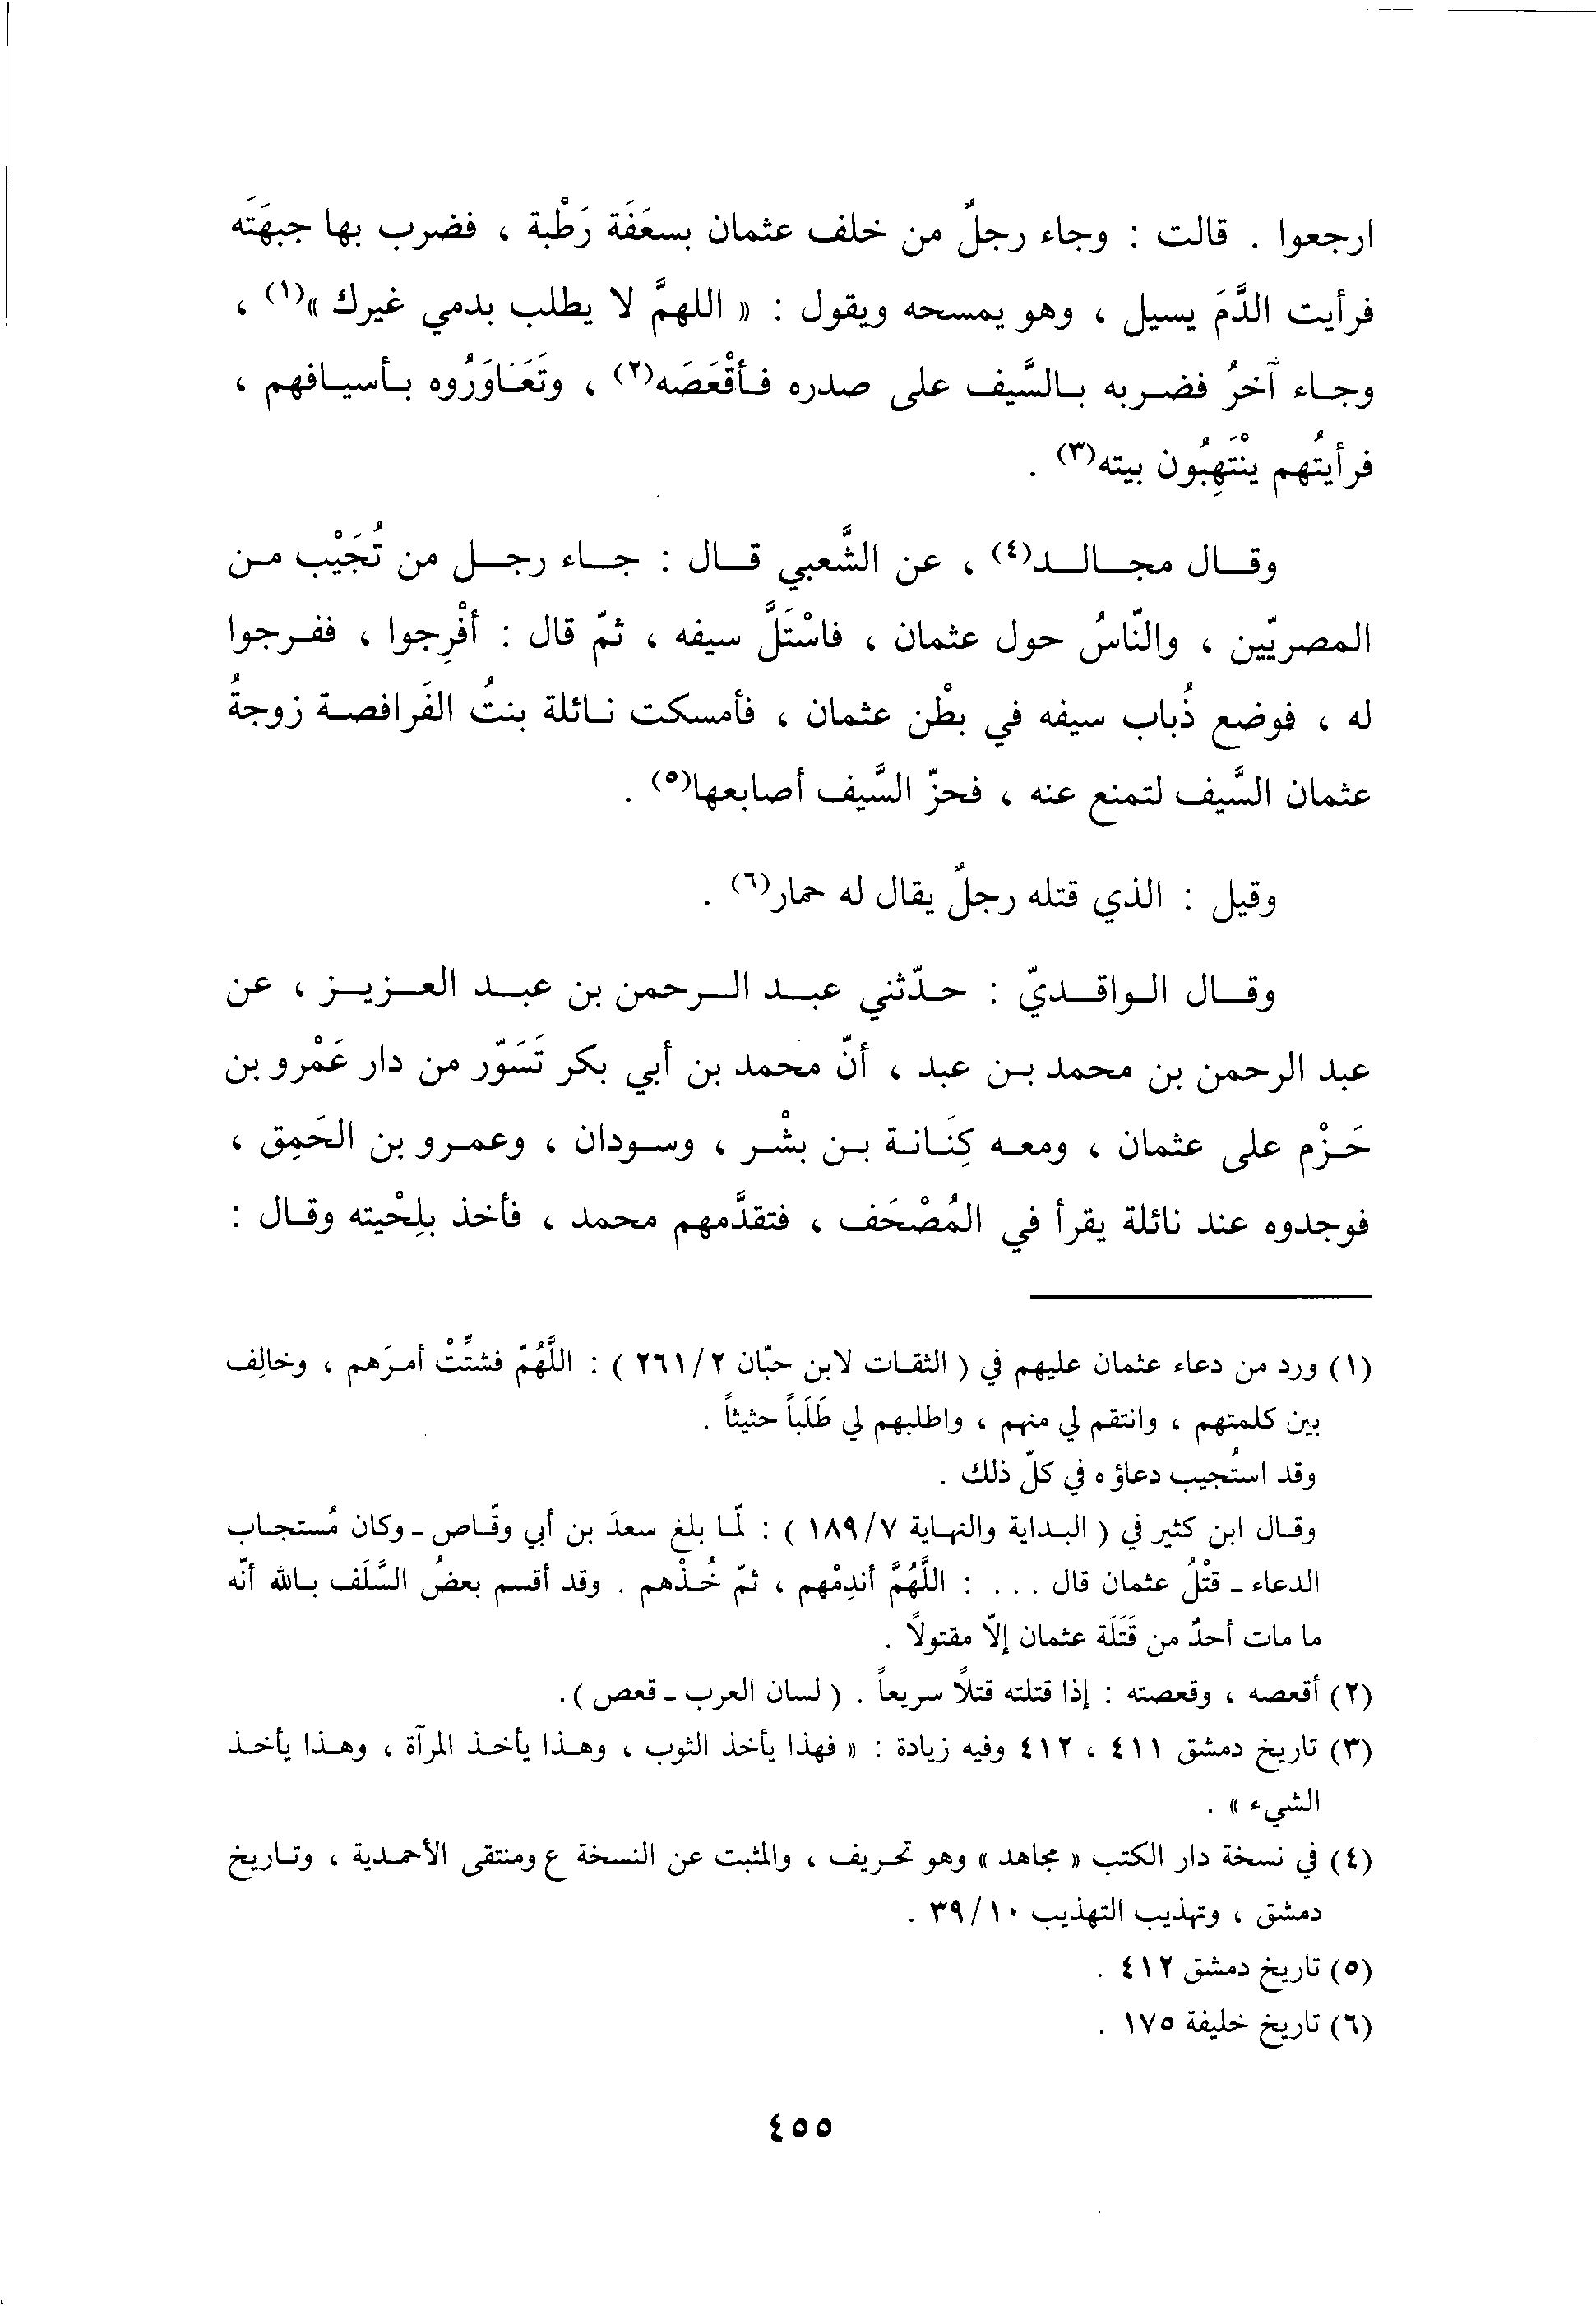 ارجعوا . قالت : وجاء رجلٌ من خلف عثمان بسعَفَة رَطْبة ، فضرب بها جبهَتَه
فرأيت الدَّمَ يسيل ، وهو يمسحه ويقول : « اللهمَّ لا يطلب بدمي غيرك »(١) ،
وجاء آخرُ فضربه بالسَّيف على صدره فأقْعَصَه(٢) ، وتَعَاوَرُوه بأسيافهم ،
فرأيتُهم ينْتَهِبُون بيته(٣) .
وقال مجالد(٤) ، عن الشَّعبي قال : جاء رجل من تُجَيْب من
المصريّين ، والنّاسُ حول عثمان ، فاسْتَلَّ سيفه ، ثمّ قال : أفْرِجوا ، ففرجوا
له ، فوضع ذُباب سيفه في بطْن عثمان ، فأمسكت نائلة بنتُ الفَرافصة زوجةُ
عثمان السَّيف لتمنع عنه ، فحزّ السَّيف أصابعها(٥) .
وقيل : الذي قتله رجلٌ يقال له حمار(٦) .
وقال الواقديّ : حدّثني عبد الرحمن بن عبد العزيز ، عن
عبد الرحمن بن محمد بن عبد ، أنّ محمد بن أبي بكر تَسَوّر من دار عَمْرو بن
حَزْم على عثمان ، ومعه كِنَانة بن بشْر ، وسودان ، وعمرو بن الحَمِق ،
فوجدوه عند نائلة يقرأ في المُصْحَف ، فتقدَّمهم محمد ، فأخذ بلِحْيته وقال :
(١) ورد من دعاء عثمان عليهم في ( الثقات لابن حبّان ٢٦١/٢ ) : اللَّهُمّ فشتِّتْ أمرَهم ، وخالِف
بين كلمتهم ، وانتقم لي منهم ، واطلبهم لي طَلَباً حثيثاً .
وقد استُجيب دعاؤه في كلّ ذلك .
وقال ابن كثير في ( البداية والنهاية ١٨٩/٧ ) : لمّا بلغ سعدَ بن أبي وقّاص - وكان مُستجاب
الدعاء - قتْلُ عثمان قال . . . : اللَّهُمَّ أندِمْهم ، ثمّ خُذْهم . وقد أقسم بعضُ السَّلَف بالله أنّه
ما مات أحدٌ من قَتَلَة عثمان إلاّ مقتولاً .
(٢) أقعصه ، وقعصته : إذا قتلته قتلاً سريعاً . ( لسان العرب - قعص ).
(٣) تاريخ دمشق ٤١١ ، ٤١٢ وفيه زيادة : « فهذا يأخذ الثوب ، وهذا يأخذ المرآة ، وهذا يأخذ
الشيء » .
(٤) في نسخة دار الكتب « مجاهد » وهو تحريف ، والمثبت عن النسخة ع ومنتقى الأحمدية ، وتاريخ
دمشق ، وتهذيب التهذيب ٣٩/١٠ .
(٥) تاريخ دمشق ٤١٢ .
(٦) تاريخ خليفة ١٧٥ .
٤٥٥